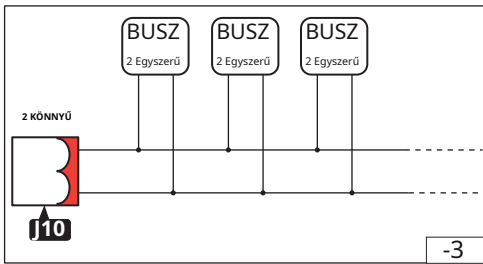 BUSZ BUSZ BUSZ
2 Egyszerű 2 Egyszerű 2 Egyszerű
2 KÖNNYŰ
J10
-3